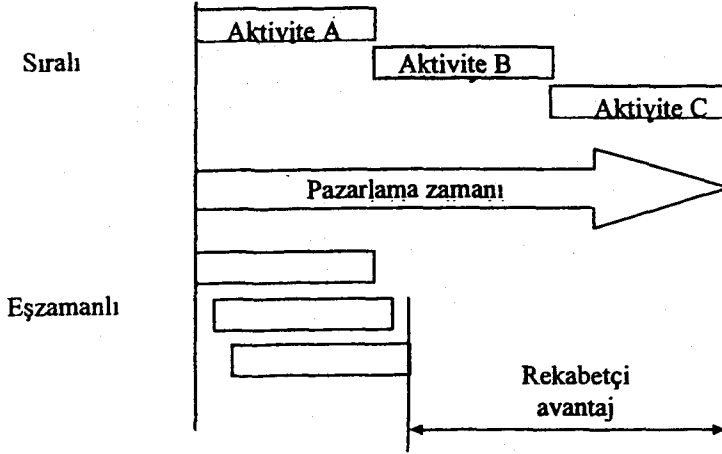 Aktivite A
Sıralı
Aktivite B
Aktivite C
Pazarlama zamanı
Eşzamanlı
Rekabetçi
avantaj